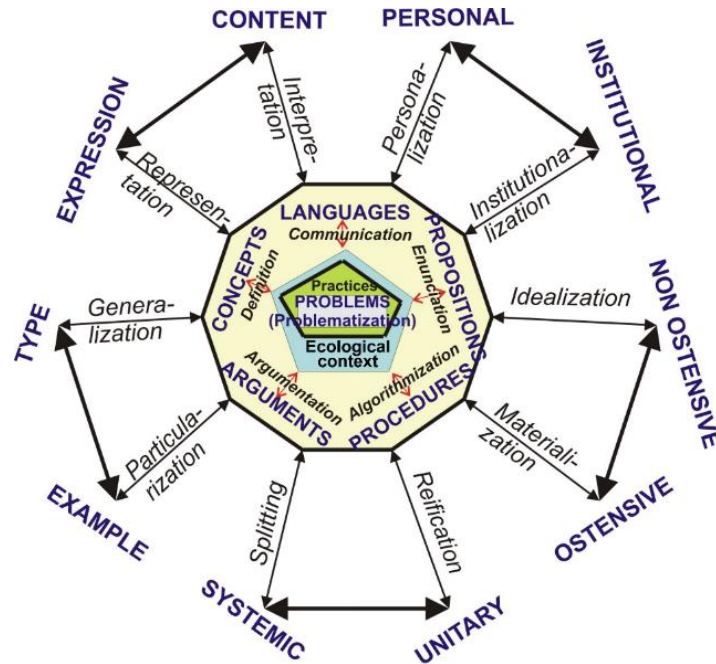 CONTENT
PERSONAL
EXPRESSION
INSTITUTIONAL
Interpre-
tation
Persona-
lization
Represen-
tation
Institutiona-
lization
LANGUAGES
Communication
CONCEPTS
Definition
PROPOSITIONS
Enunciation
Practices
PROBLEMS
(Problematization)
Ecological
context
TYPE
Genera-
lization
Idealization
NON OSTENSIVE
ARGUMENTS
Argumentation
PROCEDURES
Algorithmization
Particula-
rization
Materiali-
zation
EXAMPLE
OSTENSIVE
Splitting
Reification
SYSTEMIC
UNITARY